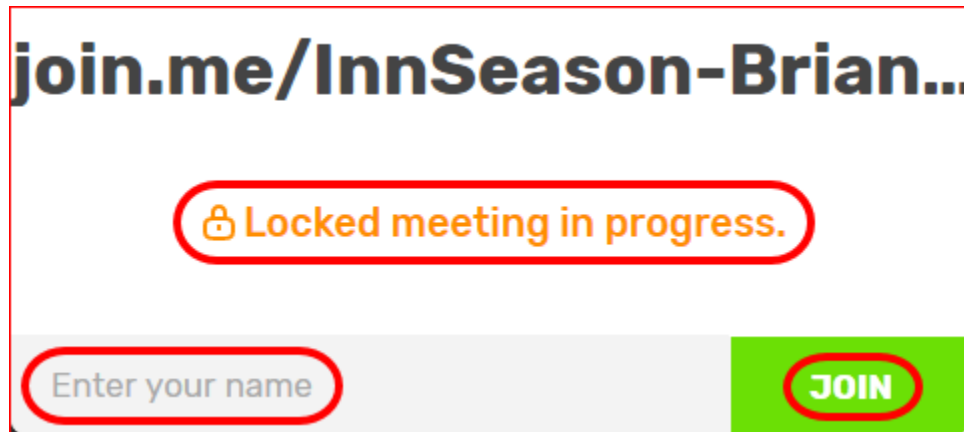 join.me/InnSeason-Brian...
Locked meeting in progress.
Enter your name
JOIN